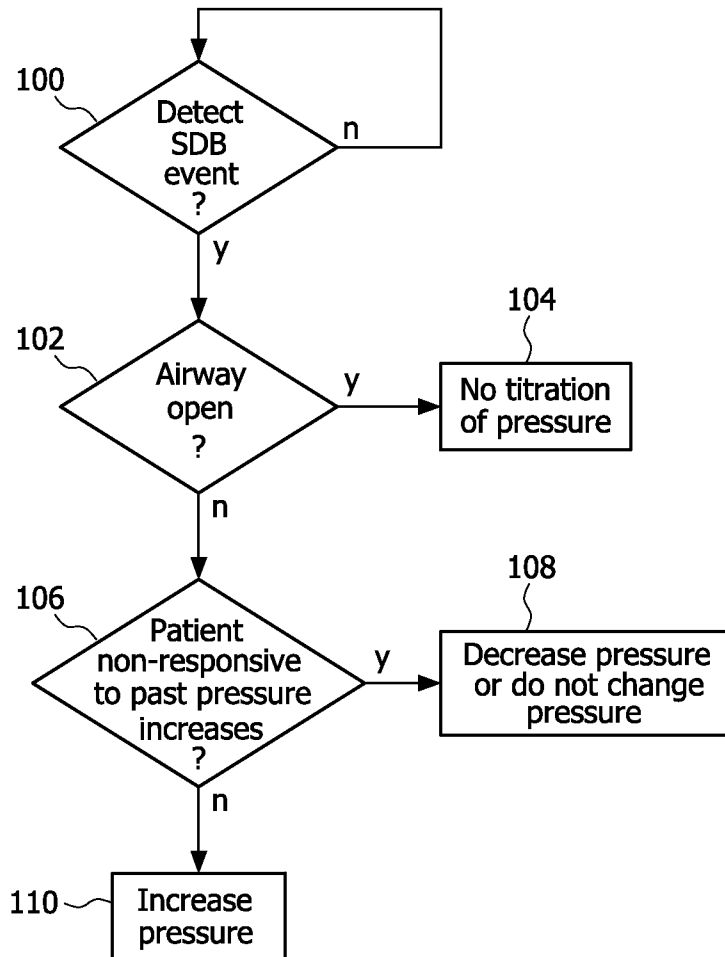 100
Detect
SDB
event
?
n
y
102
Airway
open
?
y
104
No titration
of pressure
n
106
Patient
non-responsive
to past pressure
increases
?
y
108
Decrease pressure
or do not change
pressure
n
110
Increase
pressure